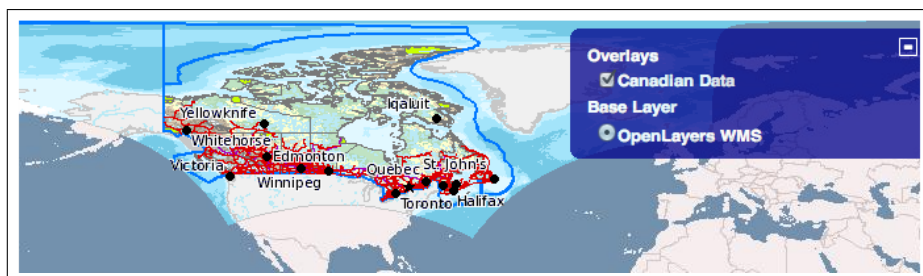 Overlays
Canadian Data
Base Layer
OpenLayers WMS
Iqaluit
Yellowknife
Whitehorse
Edmonton
Victoria
Quebec
St. John's
Winnipeg
Toronto
Halifax